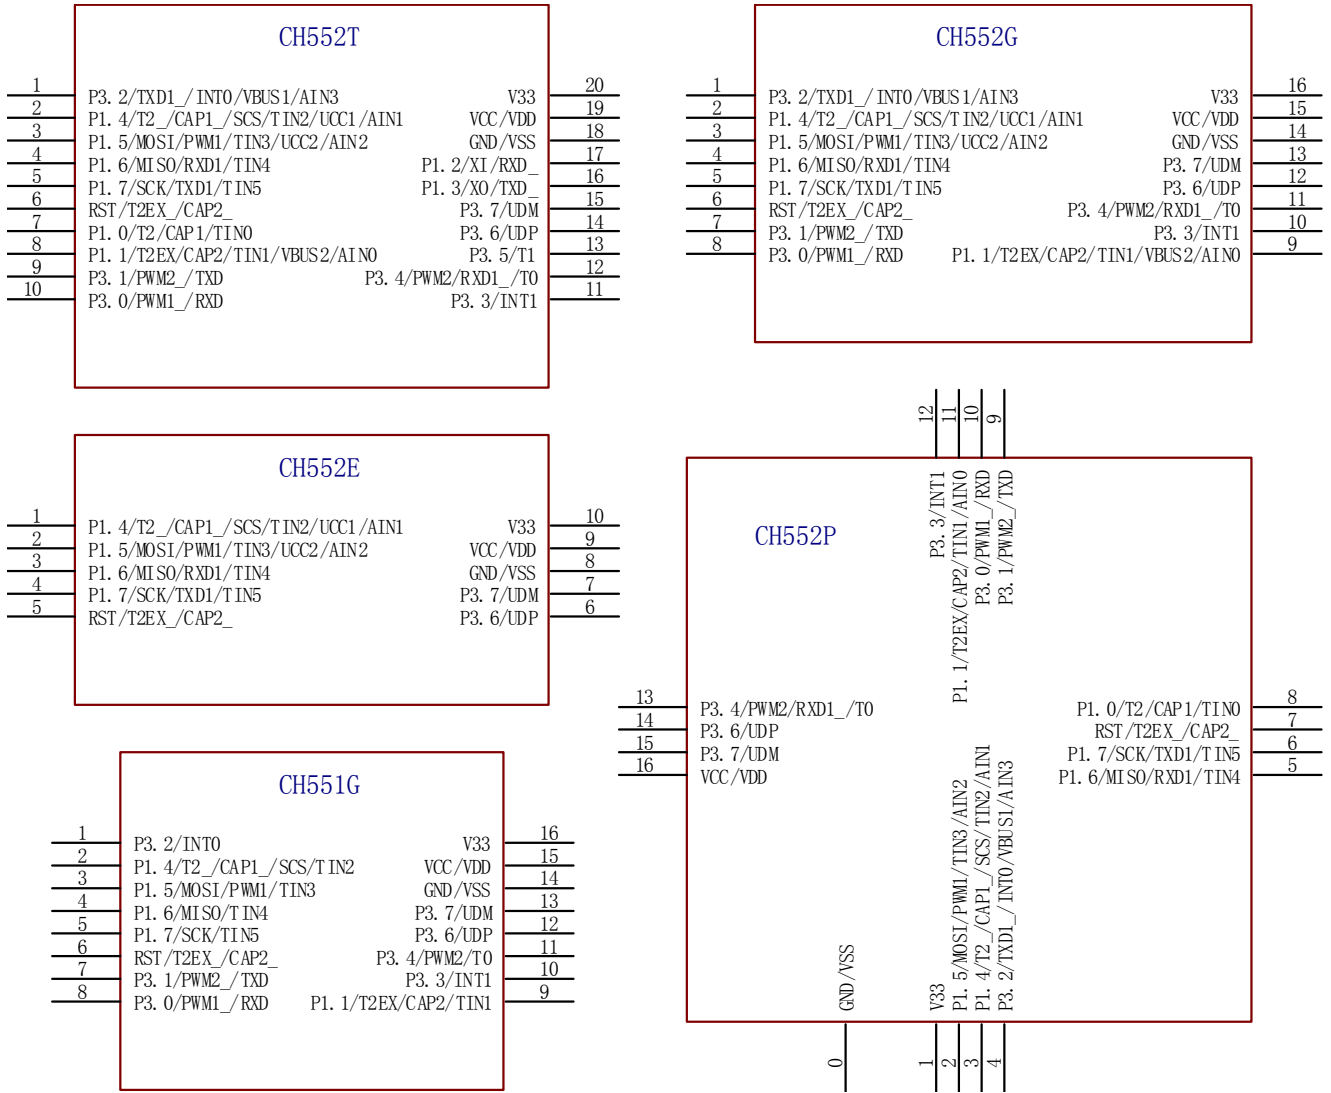 CH552T
1 P3.2/TXD1_/INT0/VBUS1/AIN3 V33 20
2 P1.4/T2_/CAP1_/SCS/TIN2/UCC1/AIN1 VCC/VDD 19
3 P1.5/MOSI/PWM1/TIN3/UCC2/AIN2 GND/VSS 18
4 P1.6/MISO/RXD1/TIN4 P1.2/XI/RXD_ 17
5 P1.7/SCK/TXD1/TIN5 P1.3/XO/TXD_ 16
6 RST/T2EX_/CAP2_ P3.7/UDM 15
7 P1.0/T2/CAP1/TIN0 P3.6/UDP 14
8 P1.1/T2EX/CAP2/TIN1/VBUS2/AIN0 P3.5/T1 13
9 P3.1/PWM2_/TXD P3.4/PWM2/RXD1_/T0 12
10 P3.0/PWM1_/RXD P3.3/INT1 11
CH552G
1 P3.2/TXD1_/INT0/VBUS1/AIN3 V33 16
2 P1.4/T2_/CAP1_/SCS/TIN2/UCC1/AIN1 VCC/VDD 15
3 P1.5/MOSI/PWM1/TIN3/UCC2/AIN2 GND/VSS 14
4 P1.6/MISO/RXD1/TIN4 P3.7/UDM 13
5 P1.7/SCK/TXD1/TIN5 P3.6/UDP 12
6 RST/T2EX_/CAP2_ P3.4/PWM2/RXD1_/T0 11
7 P3.1/PWM2_/TXD P3.3/INT1 10
8 P3.0/PWM1_/RXD P1.1/T2EX/CAP2/TIN1/VBUS2/AIN0 9
CH552E
1 P1.4/T2_/CAP1_/SCS/TIN2/UCC1/AIN1 V33 10
2 P1.5/MOSI/PWM1/TIN3/UCC2/AIN2 VCC/VDD 9
3 P1.6/MISO/RXD1/TIN4 GND/VSS 8
4 P1.7/SCK/TXD1/TIN5 P3.7/UDM 7
5 RST/T2EX_/CAP2_ P3.6/UDP 6
CH552P
12 P3.3/INT1
11 P1.1/T2EX/CAP2/TIN1/AIN0
10 P3.0/PWM1_/RXD
9 P3.1/PWM2_/TXD
13 P3.4/PWM2/RXD1_/T0 P1.0/T2/CAP1/TIN0 8
14 P3.6/UDP RST/T2EX_/CAP2_ 7
15 P3.7/UDM P1.7/SCK/TXD1/TIN5 6
16 VCC/VDD P1.6/MISO/RXD1/TIN4 5
0 GND/VSS
1 V33
2 P1.5/MOSI/PWM1/TIN3/AIN2
3 P1.4/T2_/CAP1_/SCS/TIN2/AIN1
4 P3.2/TXD1_/INT0/VBUS1/AIN3
CH551G
1 P3.2/INT0 V33 16
2 P1.4/T2_/CAP1_/SCS/TIN2 VCC/VDD 15
3 P1.5/MOSI/PWM1/TIN3 GND/VSS 14
4 P1.6/MISO/TIN4 P3.7/UDM 13
5 P1.7/SCK/TIN5 P3.6/UDP 12
6 RST/T2EX_/CAP2_ P3.4/PWM2/T0 11
7 P3.1/PWM2_/TXD P3.3/INT1 10
8 P3.0/PWM1_/RXD P1.1/T2EX/CAP2/TIN1 9